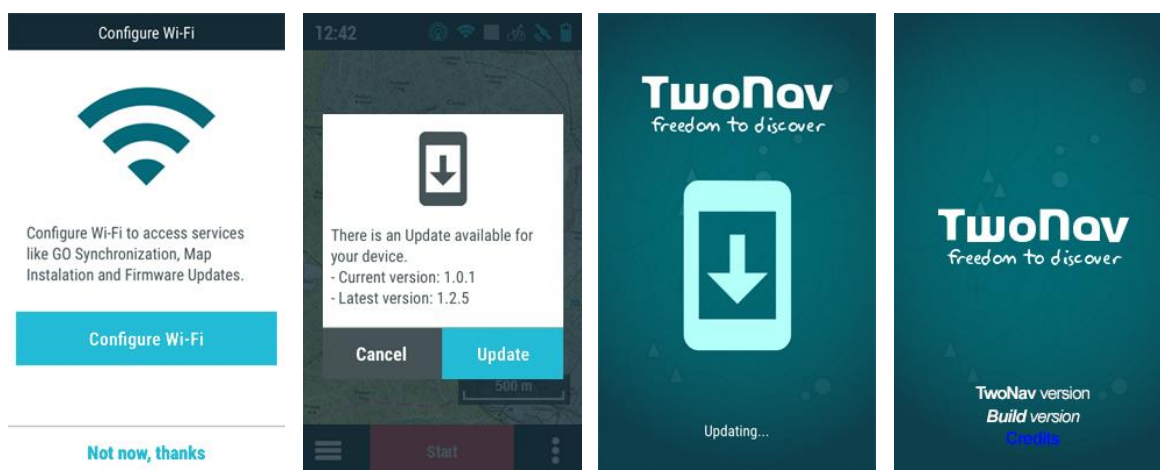 Configure Wi-Fi
Configure Wi-Fi to access services
like GO Synchronization, Map
Instalation and Firmware Updates.
Configure Wi-Fi
Not now, thanks
12:42
There is an Update available for
your device.
- Current version: 1.0.1
- Latest version: 1.2.5
Cancel
Update
500 m
Start
TwoNav
freedom to discover
Updating...
TwoNav
freedom to discover
TwoNav version
Build version
Credits